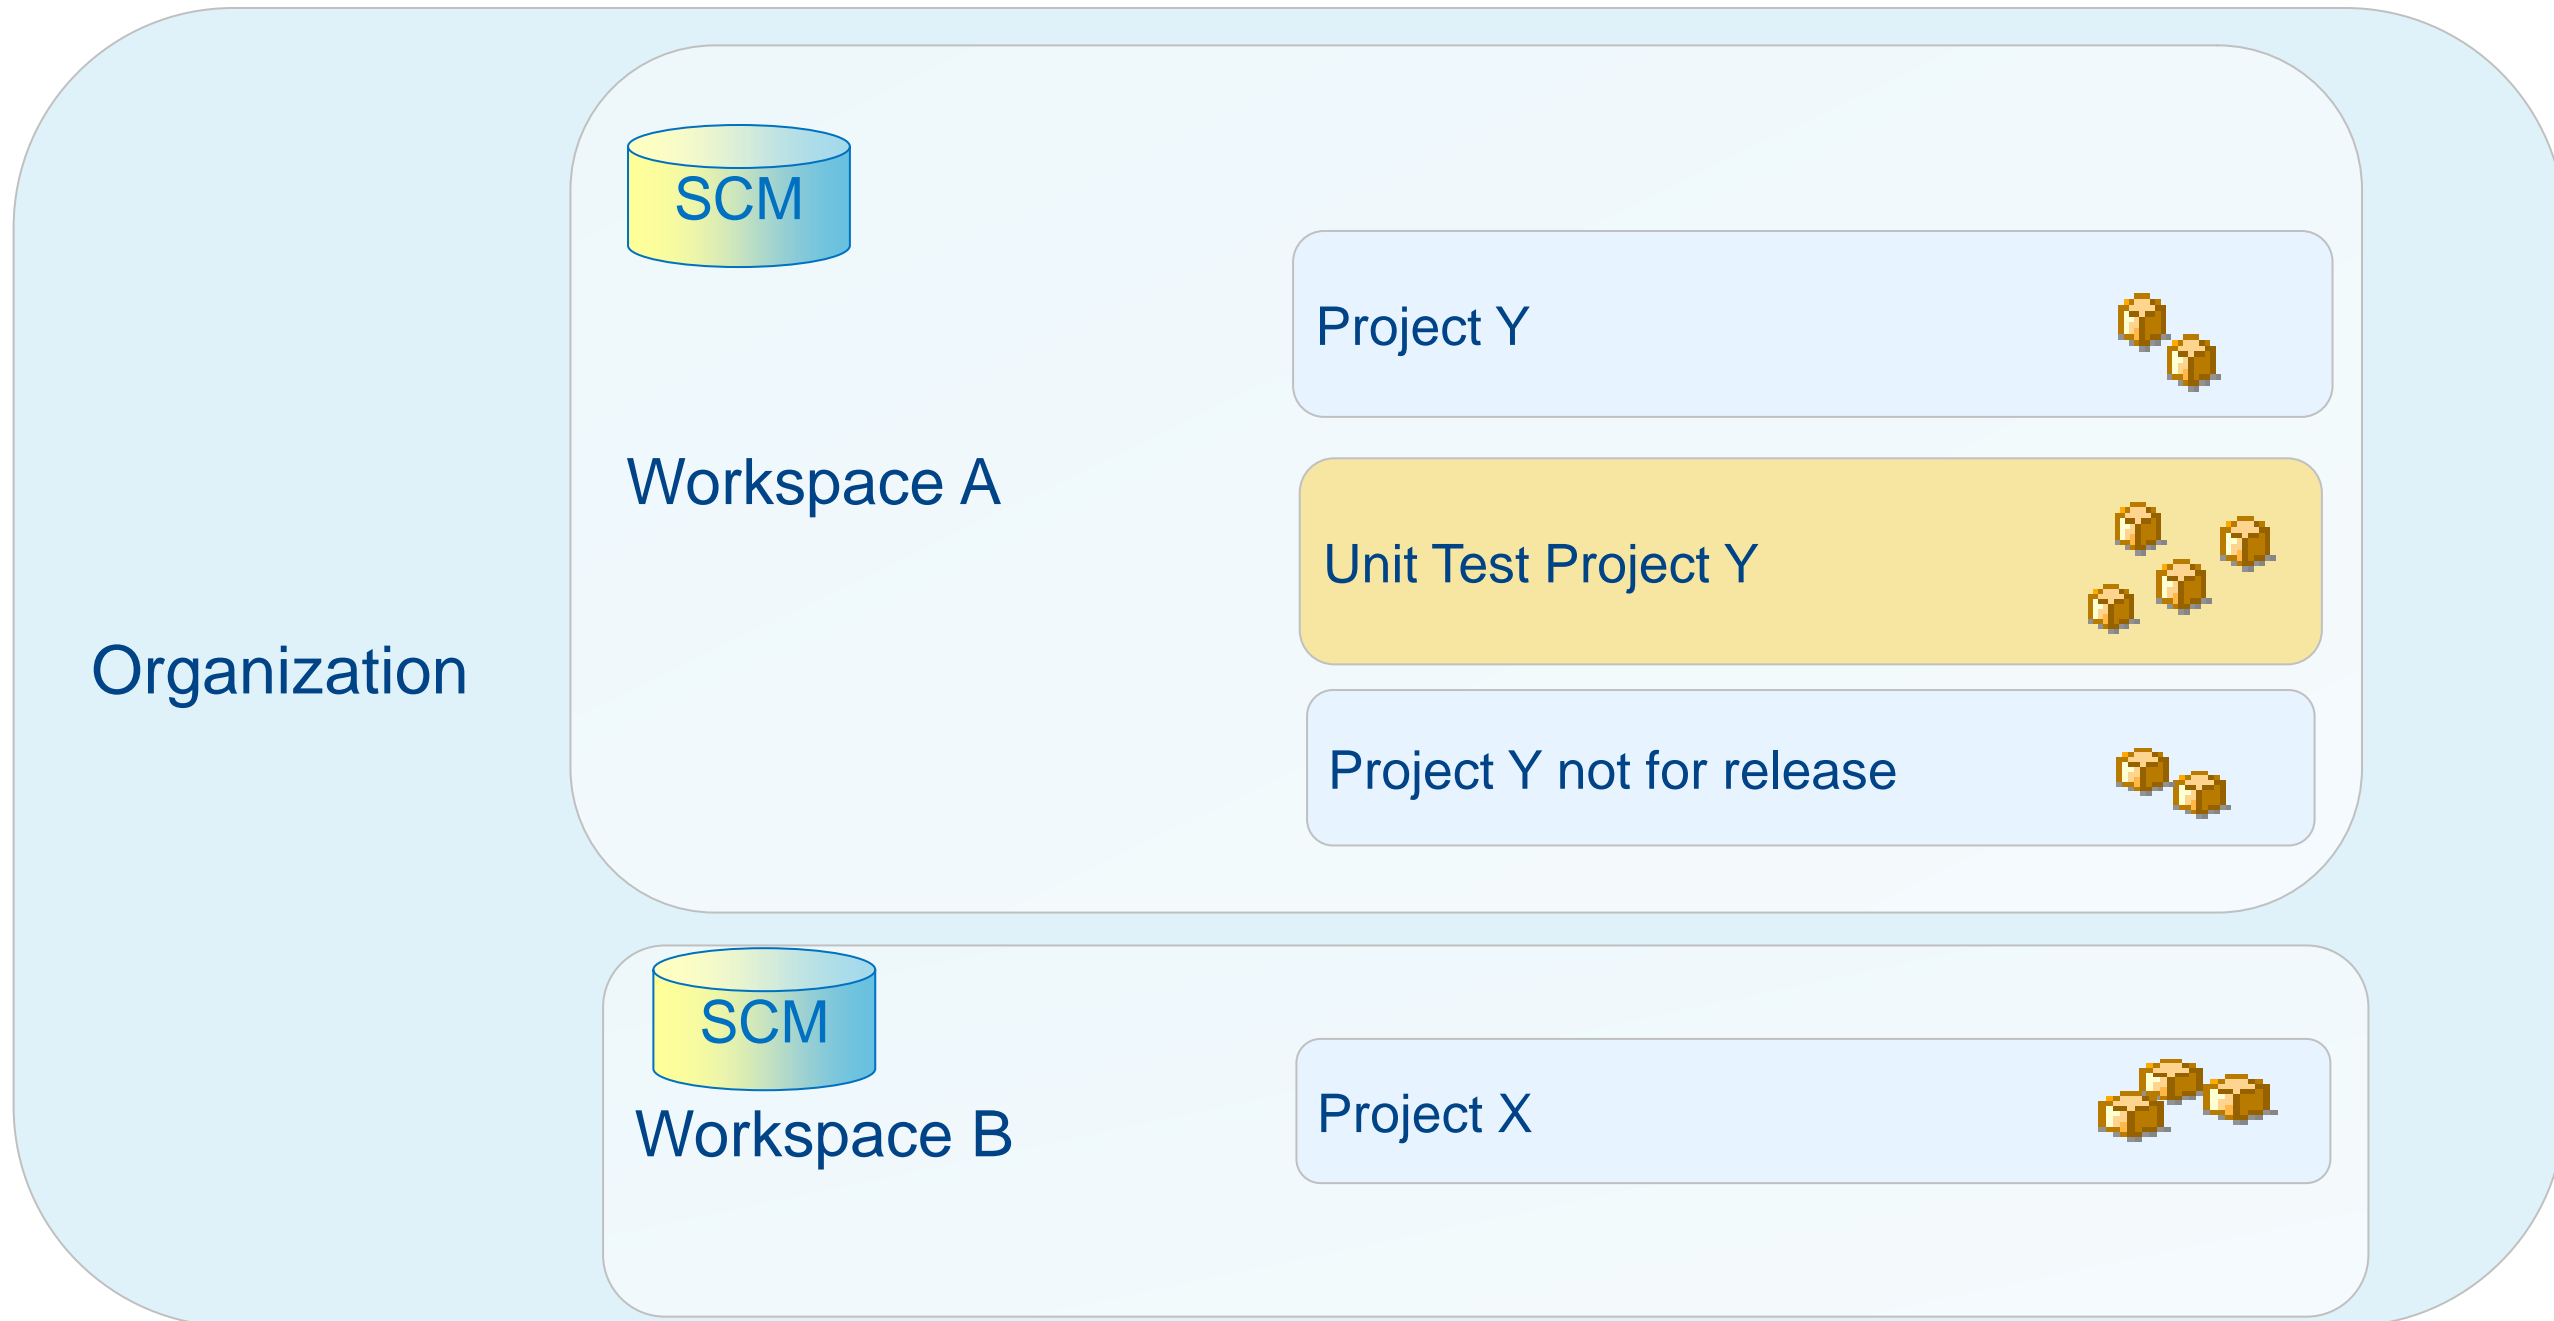 SCM
Project Y
Workspace A
Unit Test Project Y
Organization
Project Y not for release
SCM
Project X
Workspace B